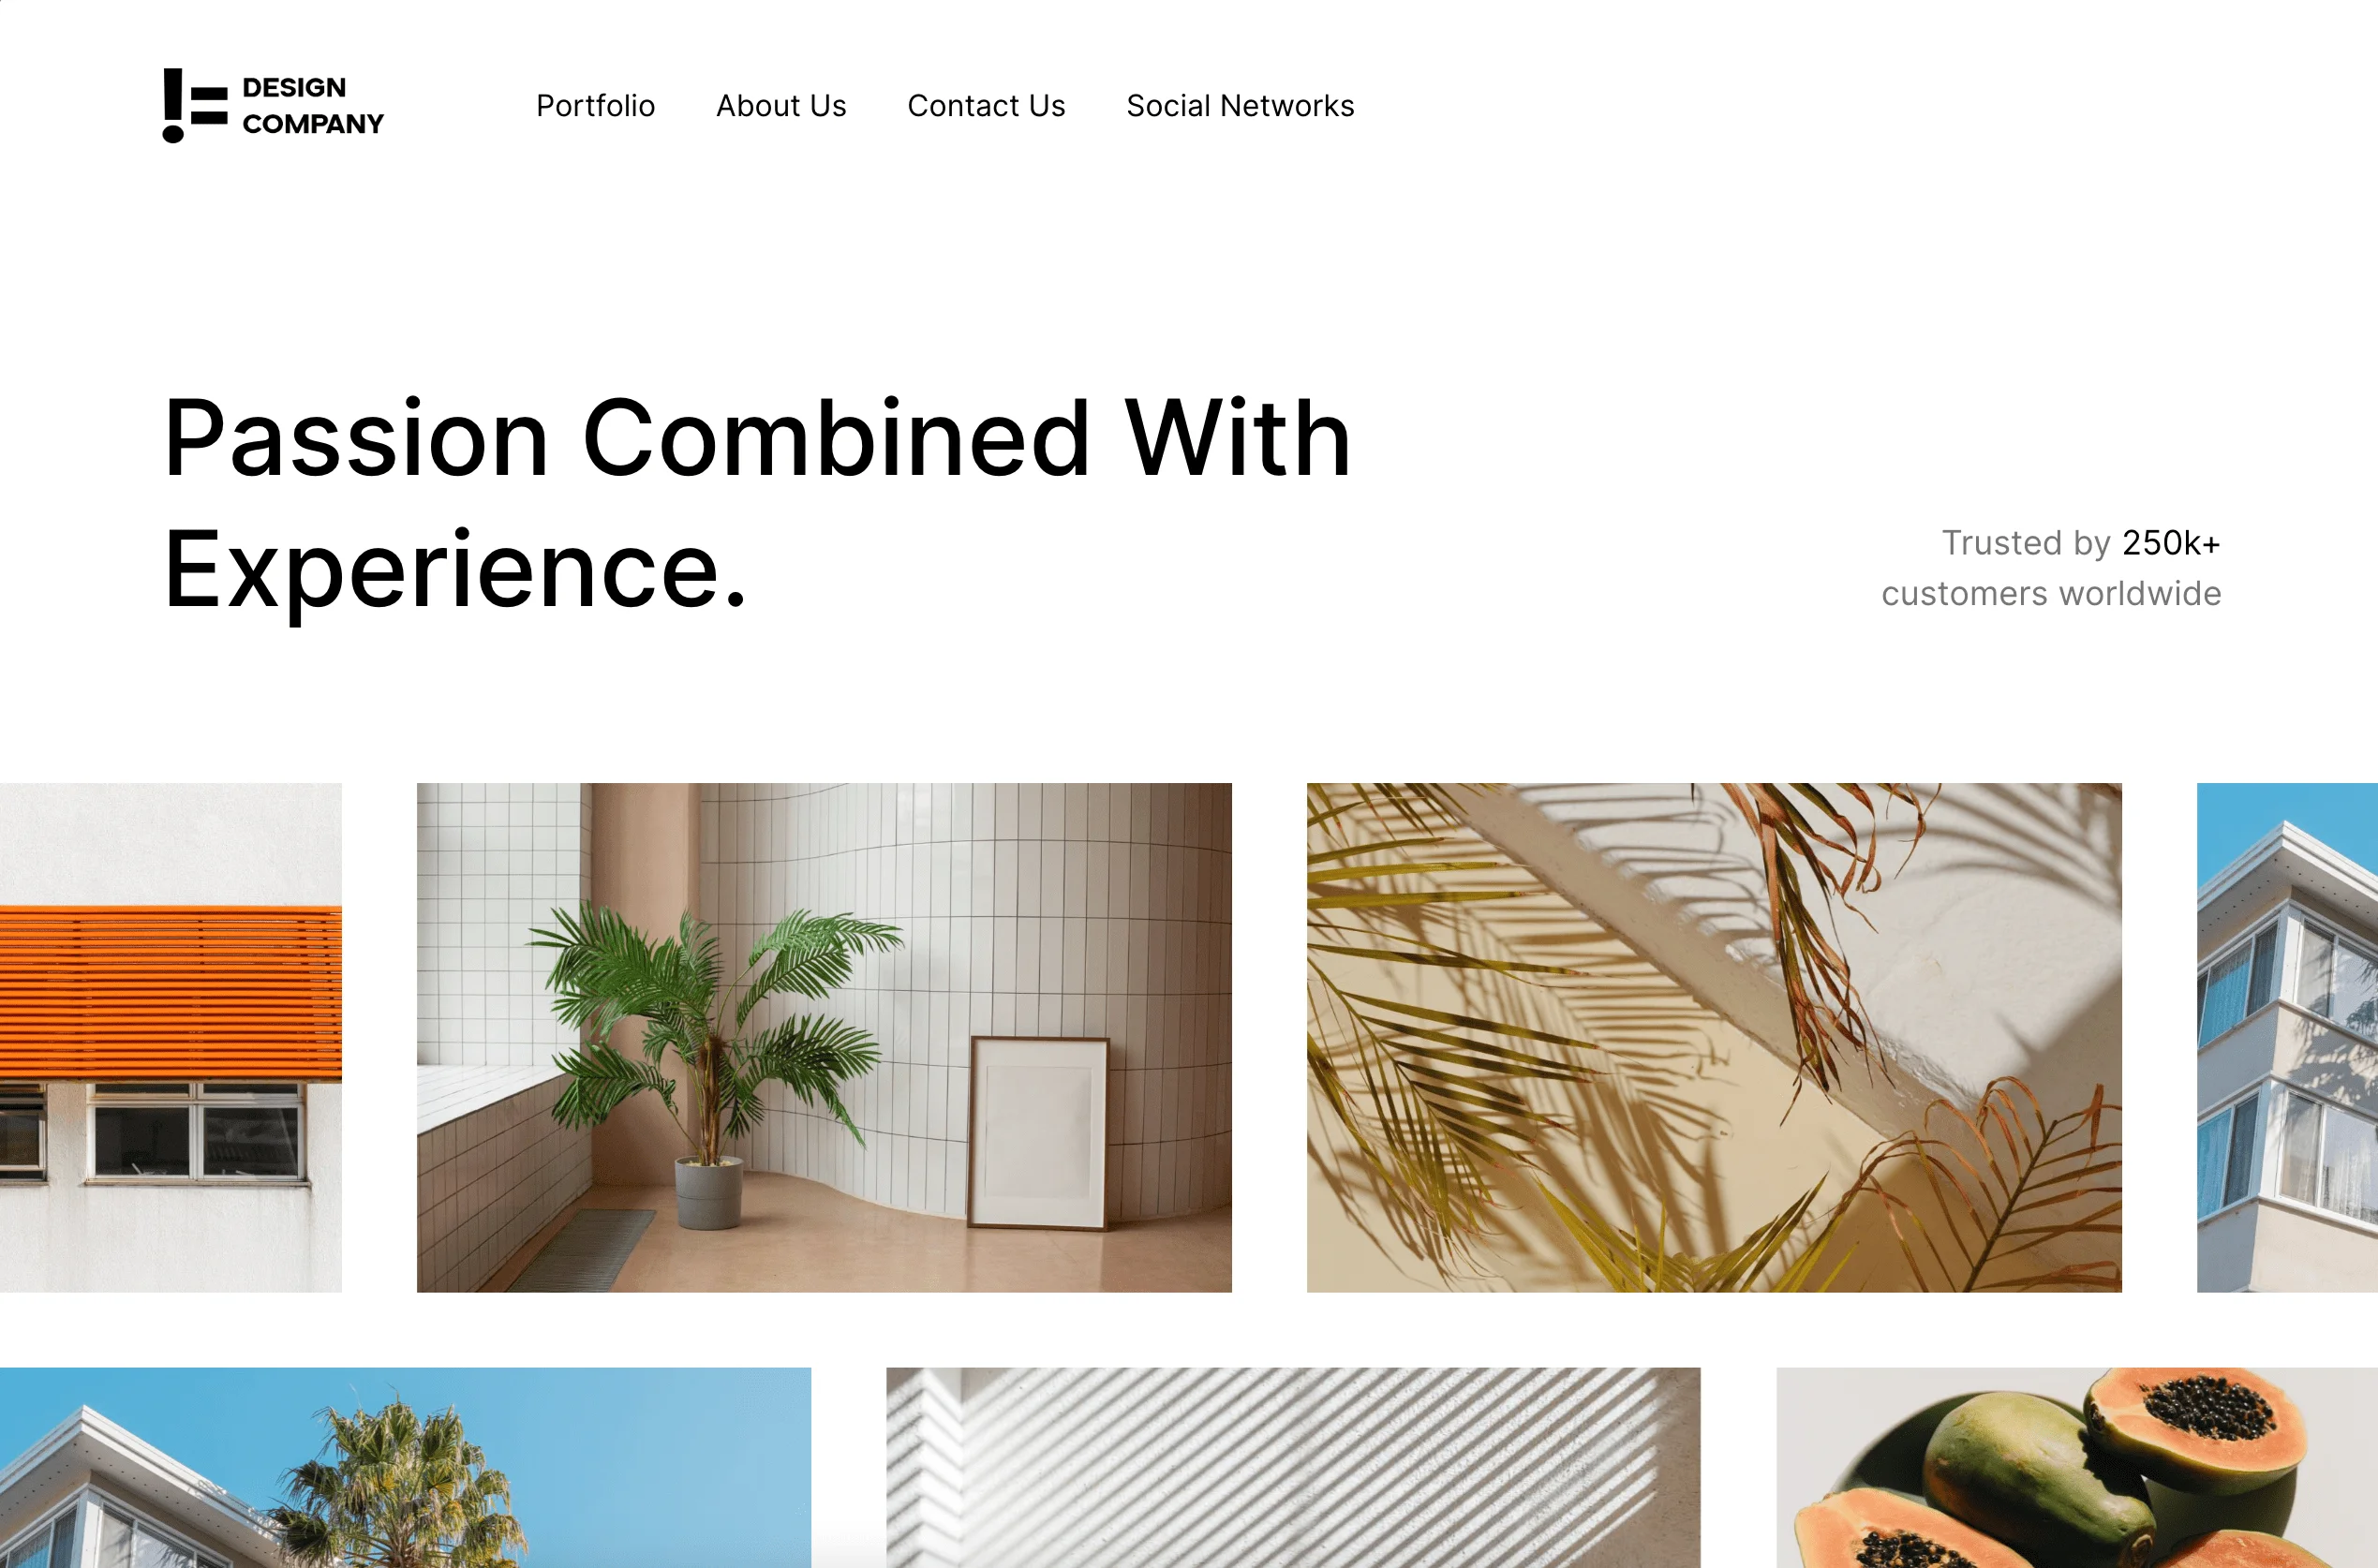 DESIGN
COMPANY
Portfolio About Us Contact Us Social Networks
Passion Combined With
Experience.
Trusted by 250k+
customers worldwide